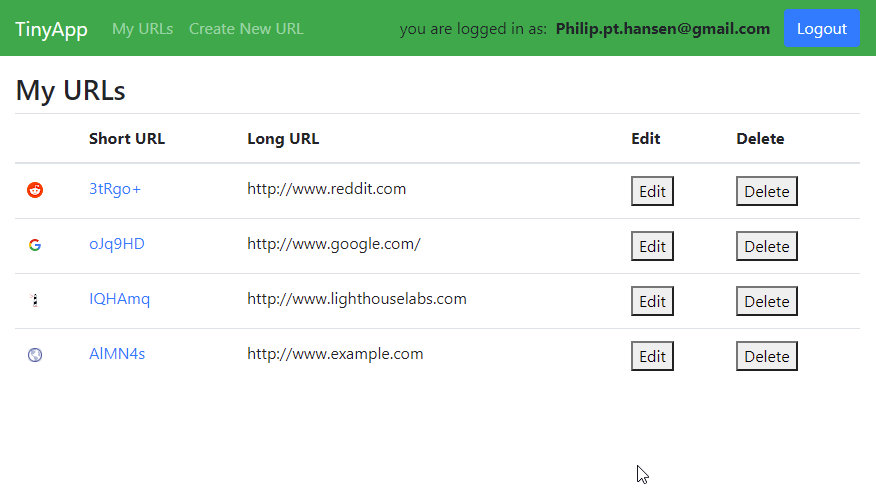 TinyApp My URLs Create New URL you are logged in as: Philip.pt.hansen@gmail.com Logout
My URLs
Short URL Long URL Edit Delete
3tRgo+ http://www.reddit.com Edit Delete
oJq9HD http://www.google.com/ Edit Delete
IQHAmq http://www.lighthouselabs.com Edit Delete
AlMN4s http://www.example.com Edit Delete